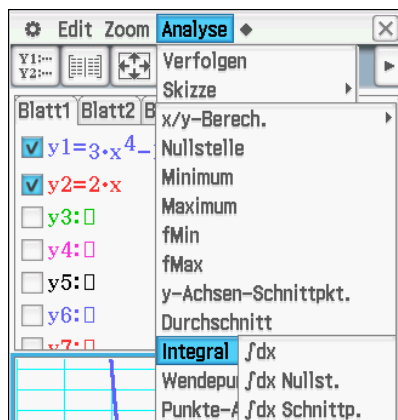 Edit Zoom Analyse
Y1:… Y2:…
Verfolgen
Skizze
Blatt1 Blatt2 B
x/y-Berech.
y1=3·x⁴-
Nullstelle
y2=2·x
Minimum
y3:▯
Maximum
y4:▯
fMin
y5:▯
fMax
y6:▯
y-Achsen-Schnittpkt.
y7:▯
Durchschnitt
Integral ∫dx
Wendepu ∫dx Nullst.
Punkte-A ∫dx Schnittp.